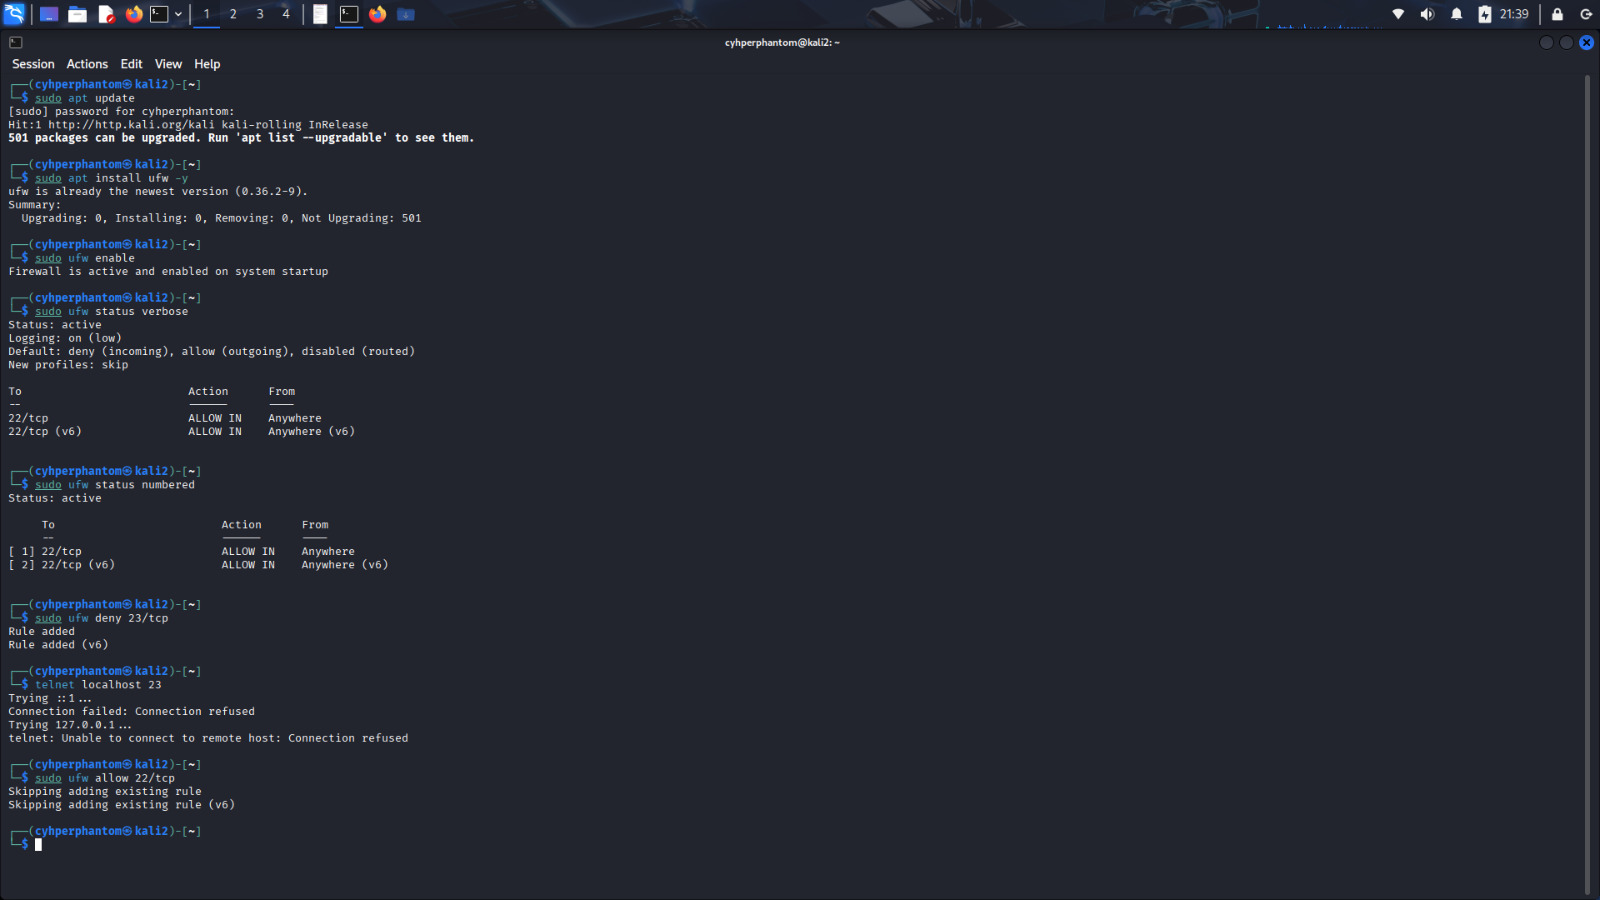 1 2 3 4
21:39
cyhperphantom@kali2: ~
Session Actions Edit View Help
┌──(cyhperphantom㉿kali2)-[~]
└─$ sudo apt update
[sudo] password for cyhperphantom:
Hit:1 http://http.kali.org/kali kali-rolling InRelease
501 packages can be upgraded. Run 'apt list --upgradable' to see them.
┌──(cyhperphantom㉿kali2)-[~]
└─$ sudo apt install ufw -y
ufw is already the newest version (0.36.2-9).
Summary:
  Upgrading: 0, Installing: 0, Removing: 0, Not Upgrading: 501
┌──(cyhperphantom㉿kali2)-[~]
└─$ sudo ufw enable
Firewall is active and enabled on system startup
┌──(cyhperphantom㉿kali2)-[~]
└─$ sudo ufw status verbose
Status: active
Logging: on (low)
Default: deny (incoming), allow (outgoing), disabled (routed)
New profiles: skip
To                         Action      From
--                         ------      ----
22/tcp                     ALLOW IN    Anywhere
22/tcp (v6)                ALLOW IN    Anywhere (v6)
┌──(cyhperphantom㉿kali2)-[~]
└─$ sudo ufw status numbered
Status: active
     To                         Action      From
     --                         ------      ----
[ 1] 22/tcp                     ALLOW IN    Anywhere
[ 2] 22/tcp (v6)                ALLOW IN    Anywhere (v6)
┌──(cyhperphantom㉿kali2)-[~]
└─$ sudo ufw deny 23/tcp
Rule added
Rule added (v6)
┌──(cyhperphantom㉿kali2)-[~]
└─$ telnet localhost 23
Trying ::1...
Connection failed: Connection refused
Trying 127.0.0.1...
telnet: Unable to connect to remote host: Connection refused
┌──(cyhperphantom㉿kali2)-[~]
└─$ sudo ufw allow 22/tcp
Skipping adding existing rule
Skipping adding existing rule (v6)
┌──(cyhperphantom㉿kali2)-[~]
└─$